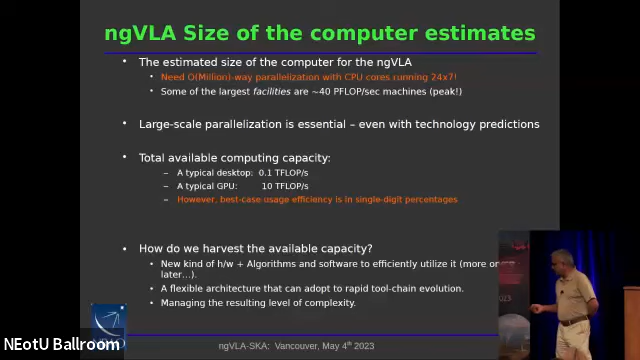 ngVLA Size of the computer estimates
• The estimated size of the computer for the ngVLA
• Need O(Million)-way parallelization with CPU cores running 24x7!
• Some of the largest facilities are ~40 PFLOP/sec machines (peak!)
• Large-scale parallelization is essential – even with technology predictions
• Total available computing capacity:
– A typical desktop: 0.1 TFLOP/s
– A typical GPU: 10 TFLOP/s
– However, best-case usage efficiency is in single-digit percentages
• How do we harvest the available capacity?
• New kind of h/w + Algorithms and software to efficiently utilize it (more on
later...).
• A flexible architecture that can adopt to rapid tool-chain evolution.
• Managing the resulting level of complexity.
NEotU Ballroom
ngVLA-SKA: Vancouver, May 4th 2023